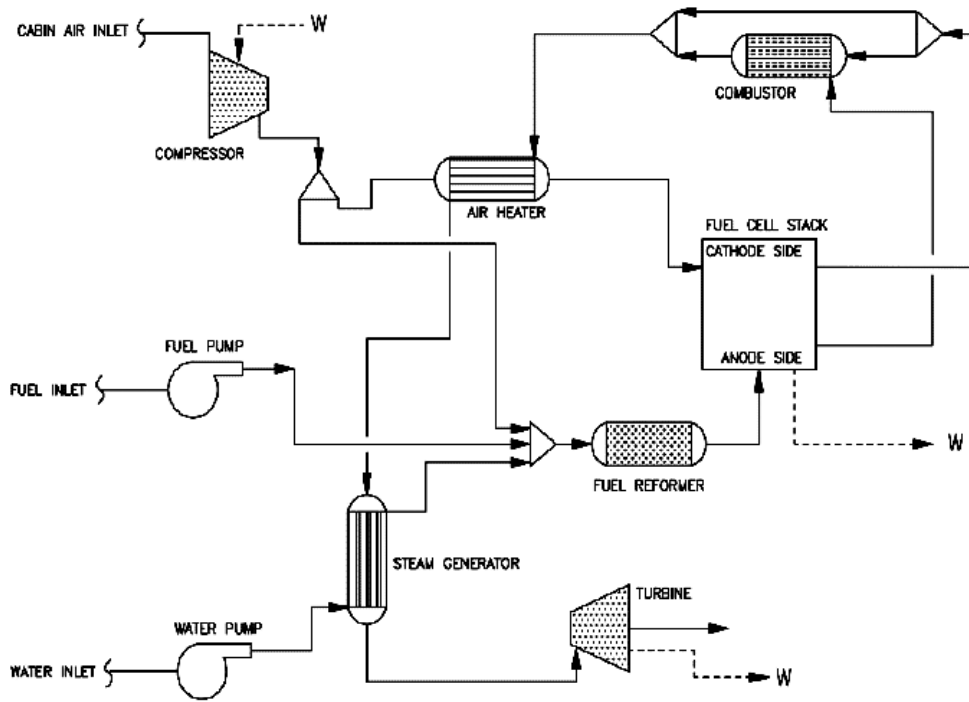 CABIN AIR INLET
W
COMPRESSOR
COMBUSTOR
AIR HEATER
FUEL CELL STACK
CATHODE SIDE
ANODE SIDE
FUEL PUMP
FUEL INLET
W
FUEL REFORMER
STEAM GENERATOR
TURBINE
WATER PUMP
WATER INLET
W